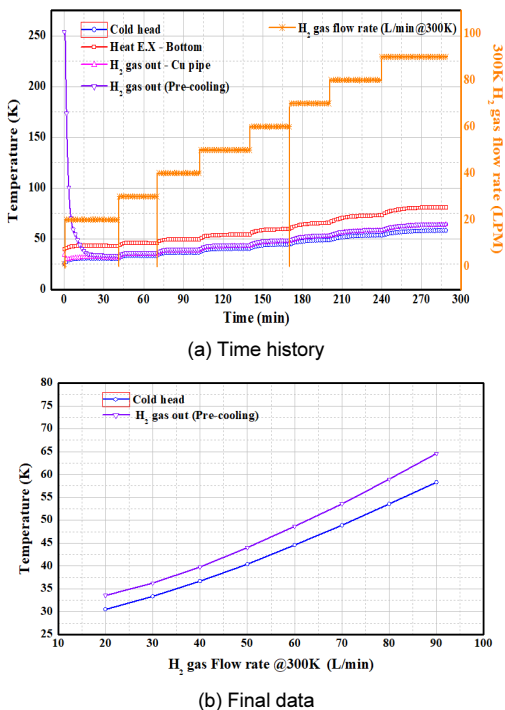 Cold head
Heat E.X - Bottom
H₂ gas out - Cu pipe
H₂ gas out (Pre-cooling)
H₂ gas flow rate (L/min@300K)
250
200
150
100
50
0
Temperature (K)
100
80
60
40
20
0
300K H₂ gas flow rate (LPM)
0 30 60 90 120 150 180 210 240 270 300
Time (min)
(a) Time history
Cold head
H₂ gas out (Pre-cooling)
80
75
70
65
60
55
50
45
40
35
30
25
Temperature (K)
10 20 30 40 50 60 70 80 90 100
H₂ gas Flow rate @300K (L/min)
(b) Final data